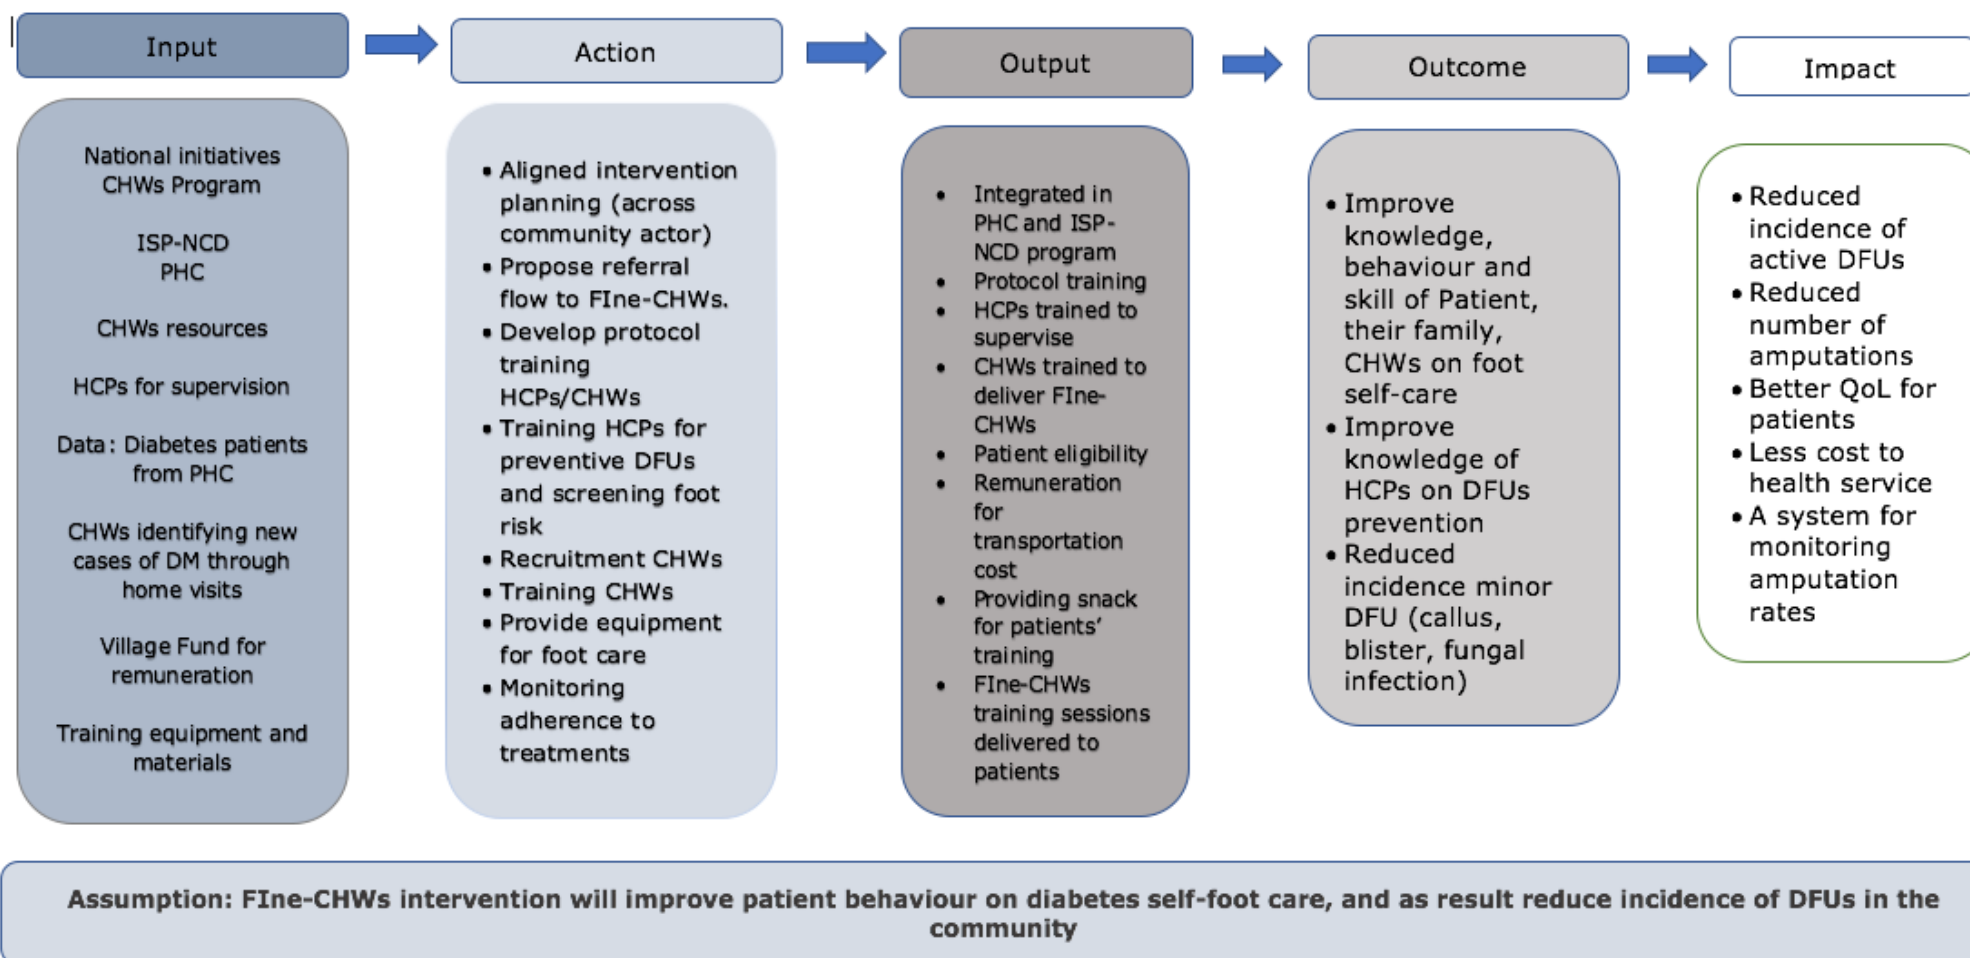 Input
Action
Output
Outcome
Impact
National initiatives
CHWs Program
ISP-NCD
PHC
CHWs resources
HCPs for supervision
Data: Diabetes patients
from PHC
CHWs identifying new
cases of DM through
home visits
Village Fund for
remuneration
Training equipment and
materials
▪ Aligned intervention
planning (across
community actor)
▪ Propose referral
flow to FIne-CHWs.
▪ Develop protocol
training
HCPs/CHWs
▪ Training HCPs for
preventive DFUs
and screening foot
risk
▪ Recruitment CHWs
▪ Training CHWs
▪ Provide equipment
for foot care
▪ Monitoring
adherence to
treatments
• Integrated in
PHC and ISP-
NCD program
• Protocol training
• HCPs trained to
supervise
• CHWs trained to
deliver FIne-
CHWs
• Patient eligibility
• Remuneration
for
transportation
cost
• Providing snack
for patients’
training
• FIne-CHWs
training sessions
delivered to
patients
• Improve
knowledge,
behaviour and
skill of Patient,
their family,
CHWs on foot
self-care
• Improve
knowledge of
HCPs on DFUs
prevention
• Reduced
incidence minor
DFU (callus,
blister, fungal
infection)
• Reduced
incidence of
active DFUs
• Reduced
number of
amputations
• Better QoL for
patients
• Less cost to
health service
• A system for
monitoring
amputation
rates
Assumption: FIne-CHWs intervention will improve patient behaviour on diabetes self-foot care, and as result reduce incidence of DFUs in the
community